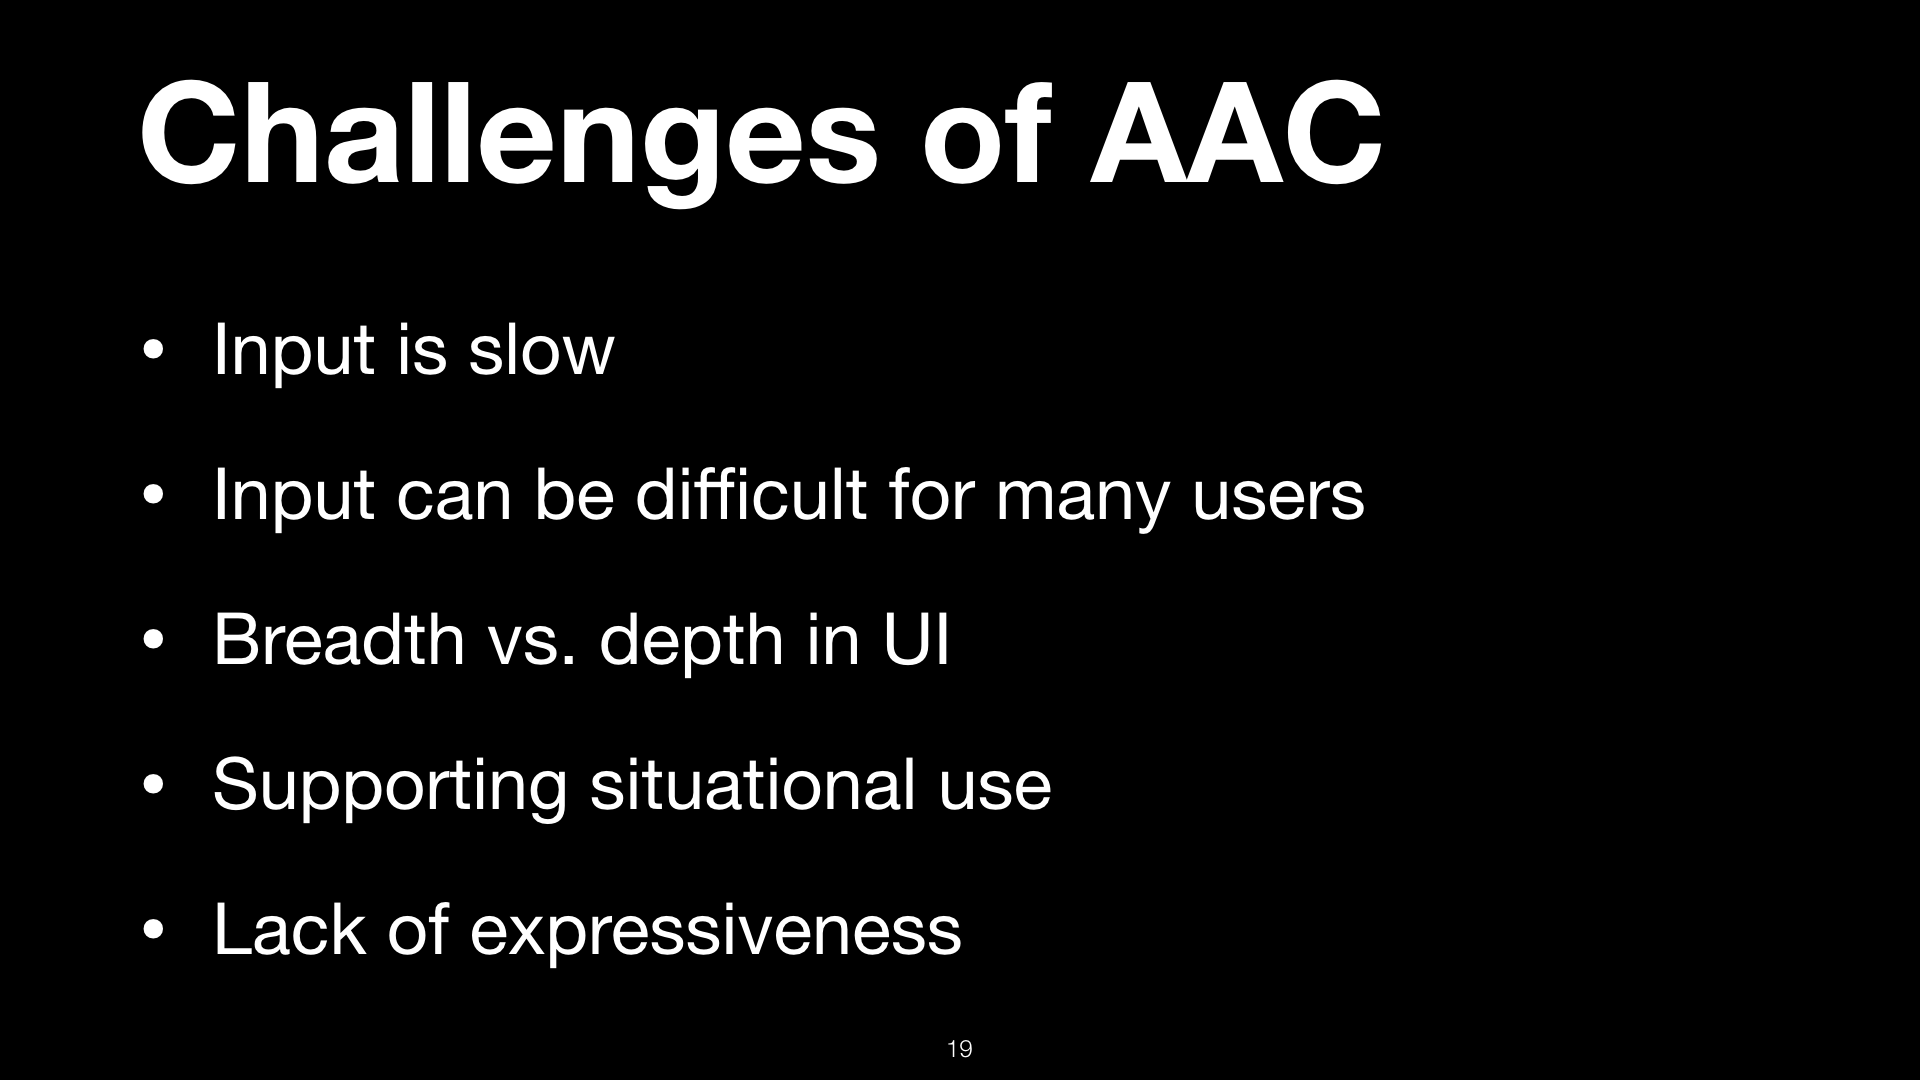 Challenges of AAC
• Input is slow
• Input can be difficult for many users
• Breadth vs. depth in UI
• Supporting situational use
• Lack of expressiveness
19